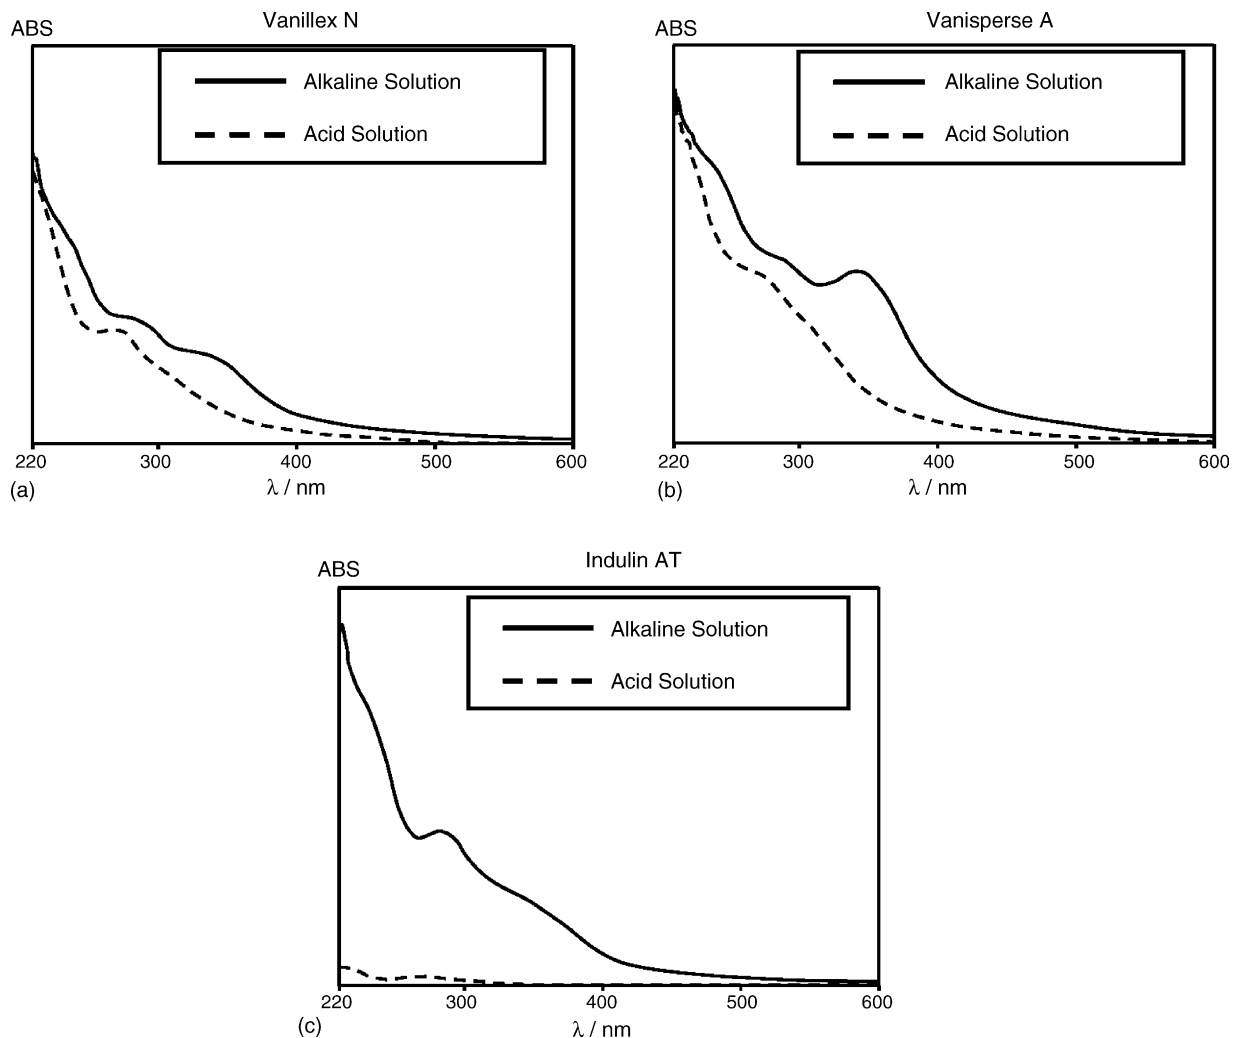 Vanillex N
ABS
Alkaline Solution
Acid Solution
220 300 400 500 600
λ / nm
(a)
Vanisperse A
ABS
Alkaline Solution
Acid Solution
220 300 400 500 600
λ / nm
(b)
Indulin AT
ABS
Alkaline Solution
Acid Solution
220 300 400 500 600
λ / nm
(c)